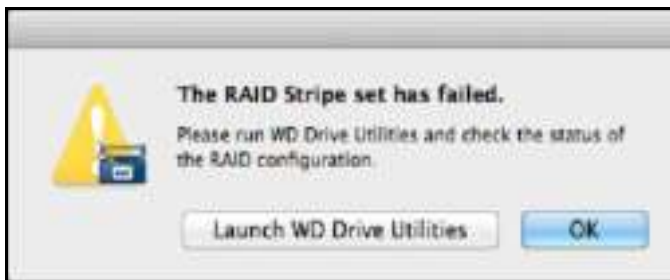 The RAID Stripe set has failed.
Please run WD Drive Utilities and check the status of
the RAID configuration.
Launch WD Drive Utilities
OK